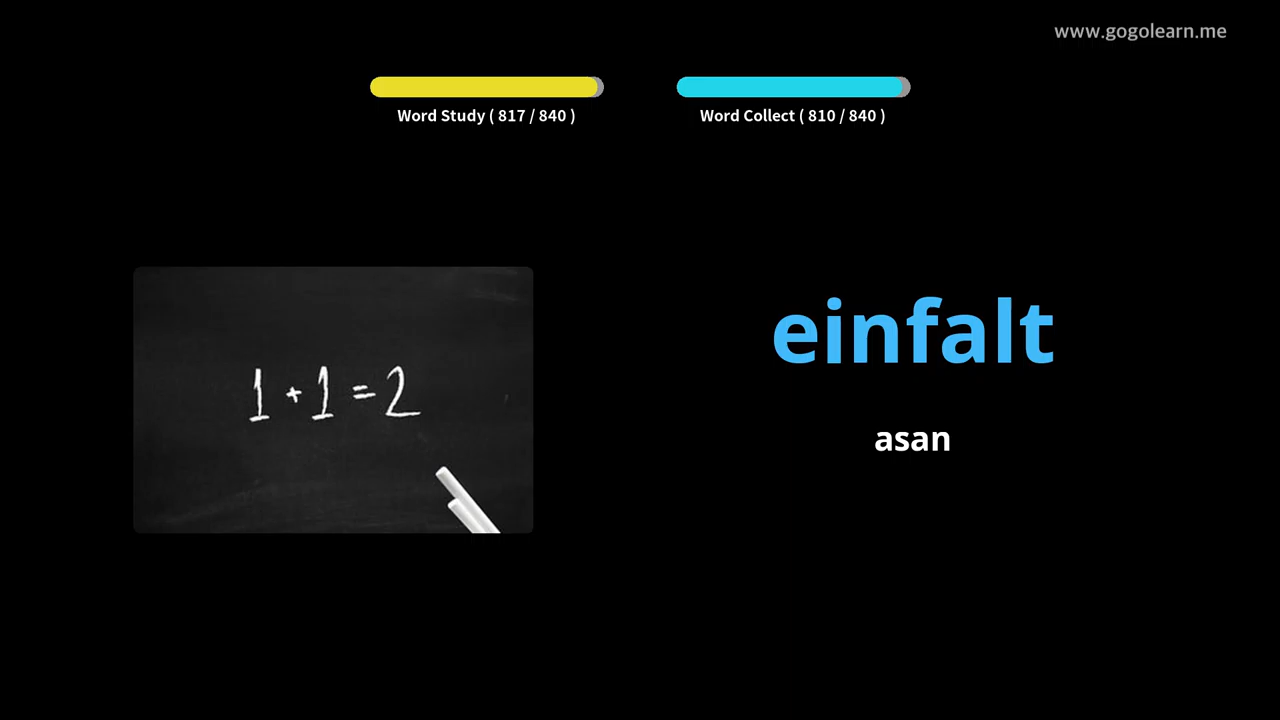 www.gogolearn.me
Word Study ( 817 / 840 )
Word Collect ( 810 / 840 )
1 + 1 = 2
einfalt
asan